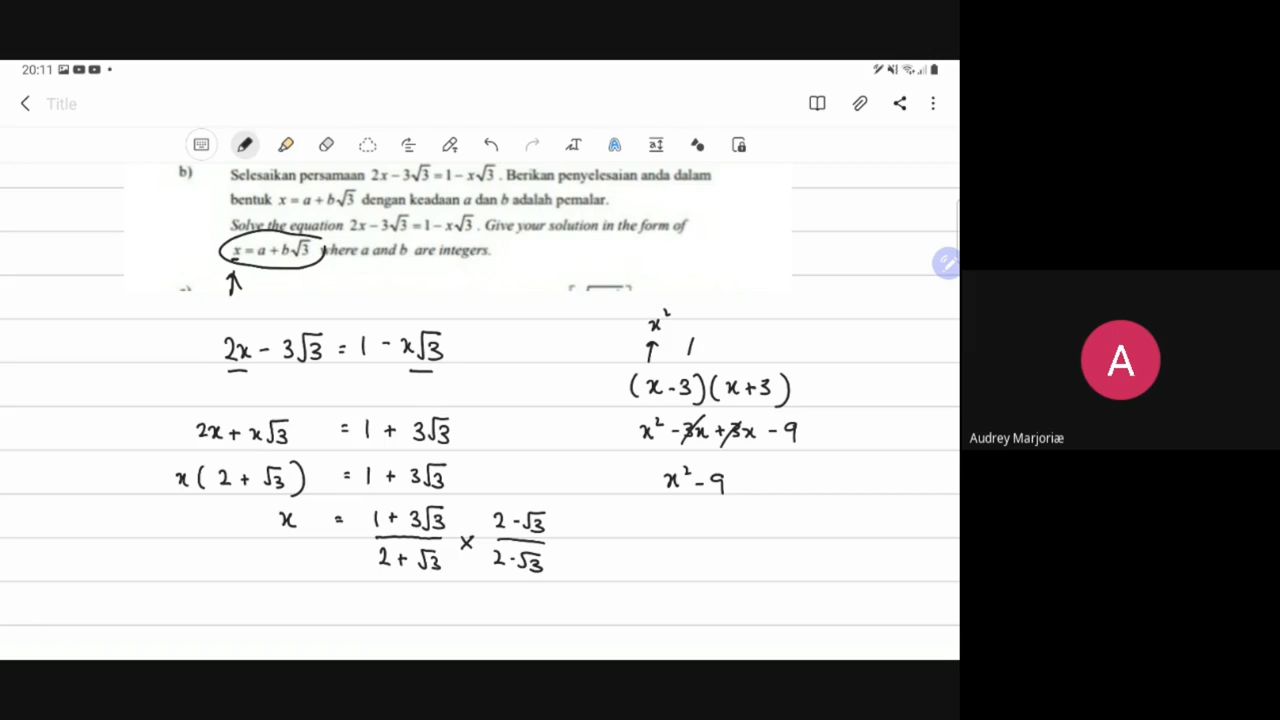 20:11
Title
b) Selesaikan persamaan 2x − 3√3 = 1 − x√3 . Berikan penyelesaian anda dalam
bentuk x = a + b√3 dengan keadaan a dan b adalah pemalar.
Solve the equation 2x − 3√3 = 1 − x√3 . Give your solution in the form of
x = a + b√3 where a and b are integers.
2x - 3√3 = 1 - x√3
2x + x√3 = 1 + 3√3
x ( 2 + √3 ) = 1 + 3√3
x = (1 + 3√3)/(2 + √3) × (2 - √3)/(2 - √3)
x²
↑ /
(x - 3)(x + 3)
x² - 3x + 3x - 9
x² - 9
A
Audrey Marjoriæ